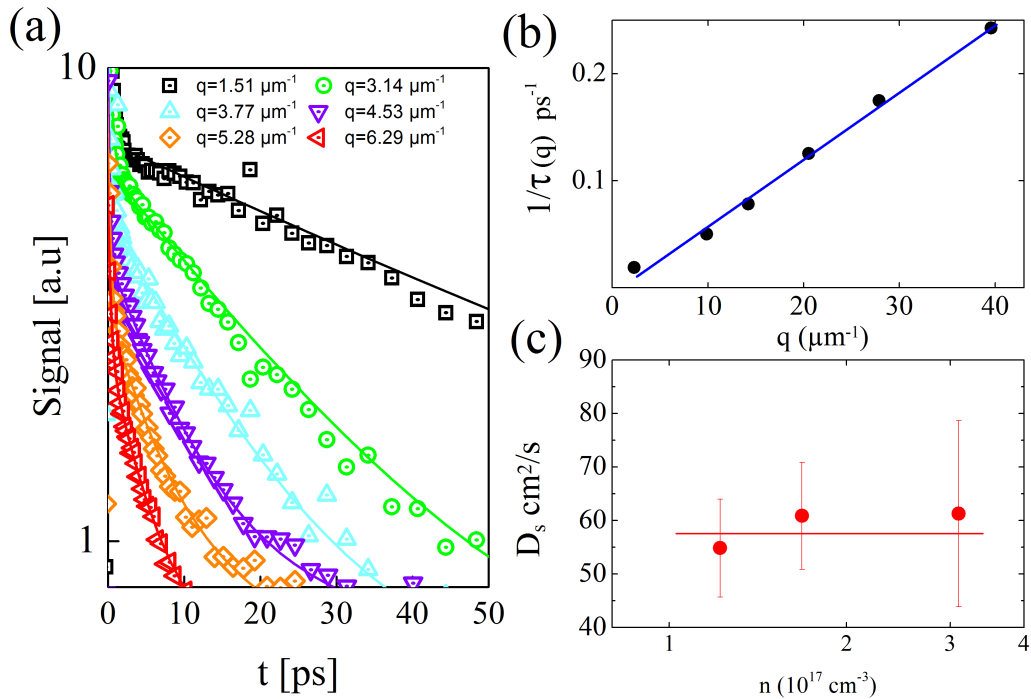 (a)
10
1
Signal [a.u]
q=1.51 μm⁻¹
q=3.14 μm⁻¹
q=3.77 μm⁻¹
q=4.53 μm⁻¹
q=5.28 μm⁻¹
q=6.29 μm⁻¹
0 10 20 30 40 50
t [ps]
(b)
0.2
0.1
1/τ (q) ps⁻¹
0 10 20 30 40
q (μm⁻¹)
(c)
90
80
70
60
50
40
Dₛ cm²/s
1 2 3 4
n (10¹⁷ cm⁻³)